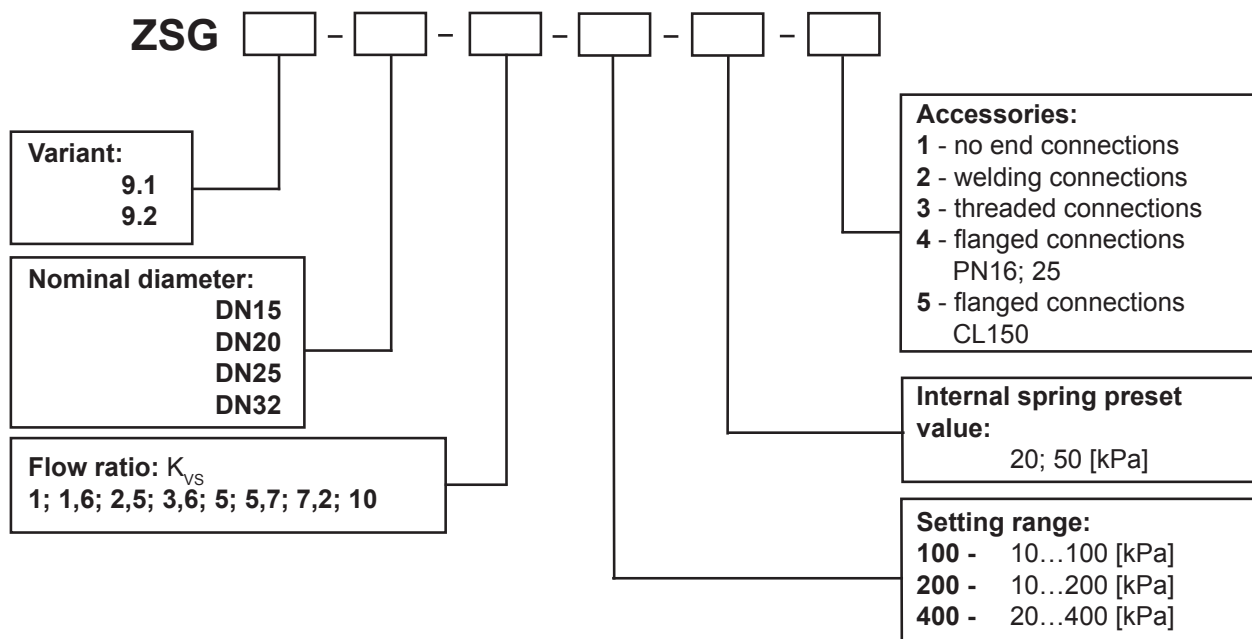 ZSG – – – – –
Variant:
9.1
9.2
Nominal diameter:
DN15
DN20
DN25
DN32
Flow ratio: KVS
1; 1,6; 2,5; 3,6; 5; 5,7; 7,2; 10
Accessories:
1 - no end connections
2 - welding connections
3 - threaded connections
4 - flanged connections
PN16; 25
5 - flanged connections
CL150
Internal spring preset
value:
20; 50 [kPa]
Setting range:
100 - 10…100 [kPa]
200 - 10…200 [kPa]
400 - 20…400 [kPa]